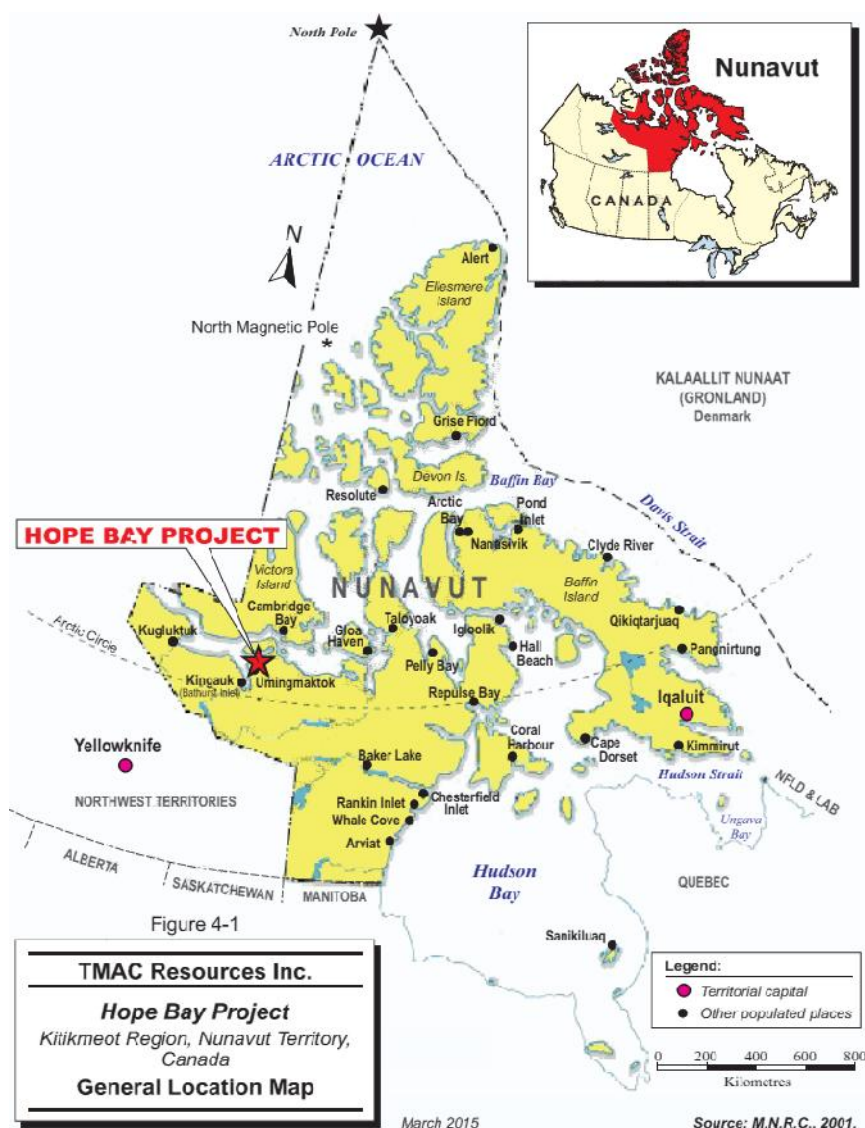 North Pole
Nunavut
CANADA
ARCTIC OCEAN
N
Alert
Ellesmere
Island
North Magnetic Pole
*
KALAALLIT NUNAAT
(GRONLAND)
Denmark
Grise Fiord
Devon Is.
Baffin Bay
Resolute
Arctic
Bay
Pond
Inlet
Davis Strait
Nanasivik
Clyde River
HOPE BAY PROJECT
Victoria
Island
NUNAVUT
Baffin
Island
Cambridge
Bay
Taloyoak
Igloolik
Qikiqtarjuaq
Arctic Circle
Kugluktuk
Gloa
Haven
Hall
Beach
Pangnirtung
Pelly Bay
Kingauk
(Bathurst Inlet)
Umingmaktok
Repulse Bay
Iqaluit
Yellowknife
Baker Lake
Coral
Harbour
Cape
Dorset
Kimmirut
Hudson Strait
NFLD & LAB
NORTHWEST TERRITORIES
Rankin Inlet
Chesterfield
Inlet
Whale Cove
Ungava
Bay
Arviat
ALBERTA
SASKATCHEWAN
MANITOBA
Hudson
Bay
QUEBEC
Figure 4-1
Sanikiluaq
TMAC Resources Inc.
Hope Bay Project
Kitikmeot Region, Nunavut Territory,
Canada
General Location Map
Legend:
Territorial capital
Other populated places
0 200 400 600 800
Kilometres
March 2015
Source: M.N.R.C., 2001.